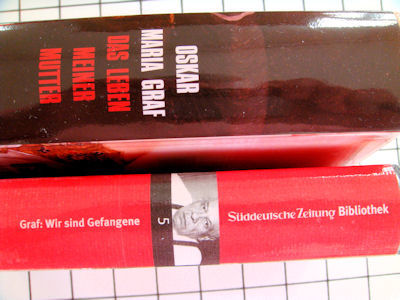 OSKAR
MARIA GRAF
DAS LEBEN
MEINER
MUTTER
Graf: Wir sind Gefangene
5
Süddeutsche Zeitung Bibliothek